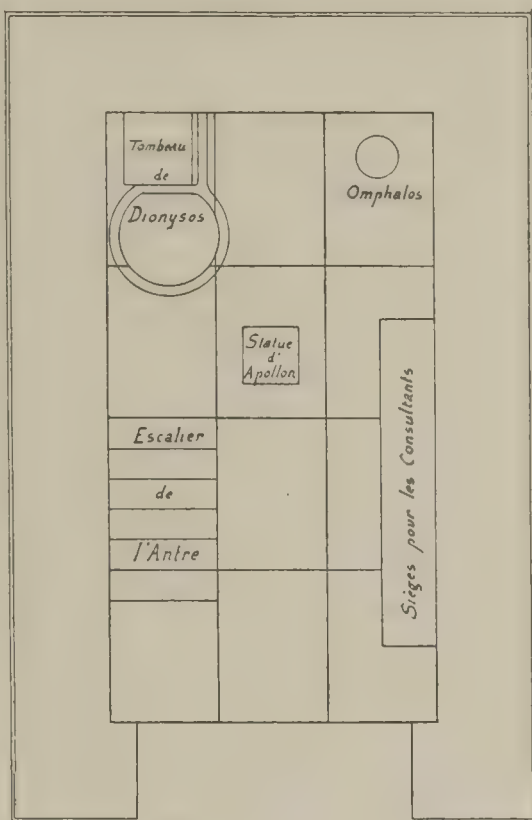 Tombeau
de
Dionysos
Omphalos
Statue
d'
Apollon
Escalier
de
l'Antre
Sièges pour les Consultants